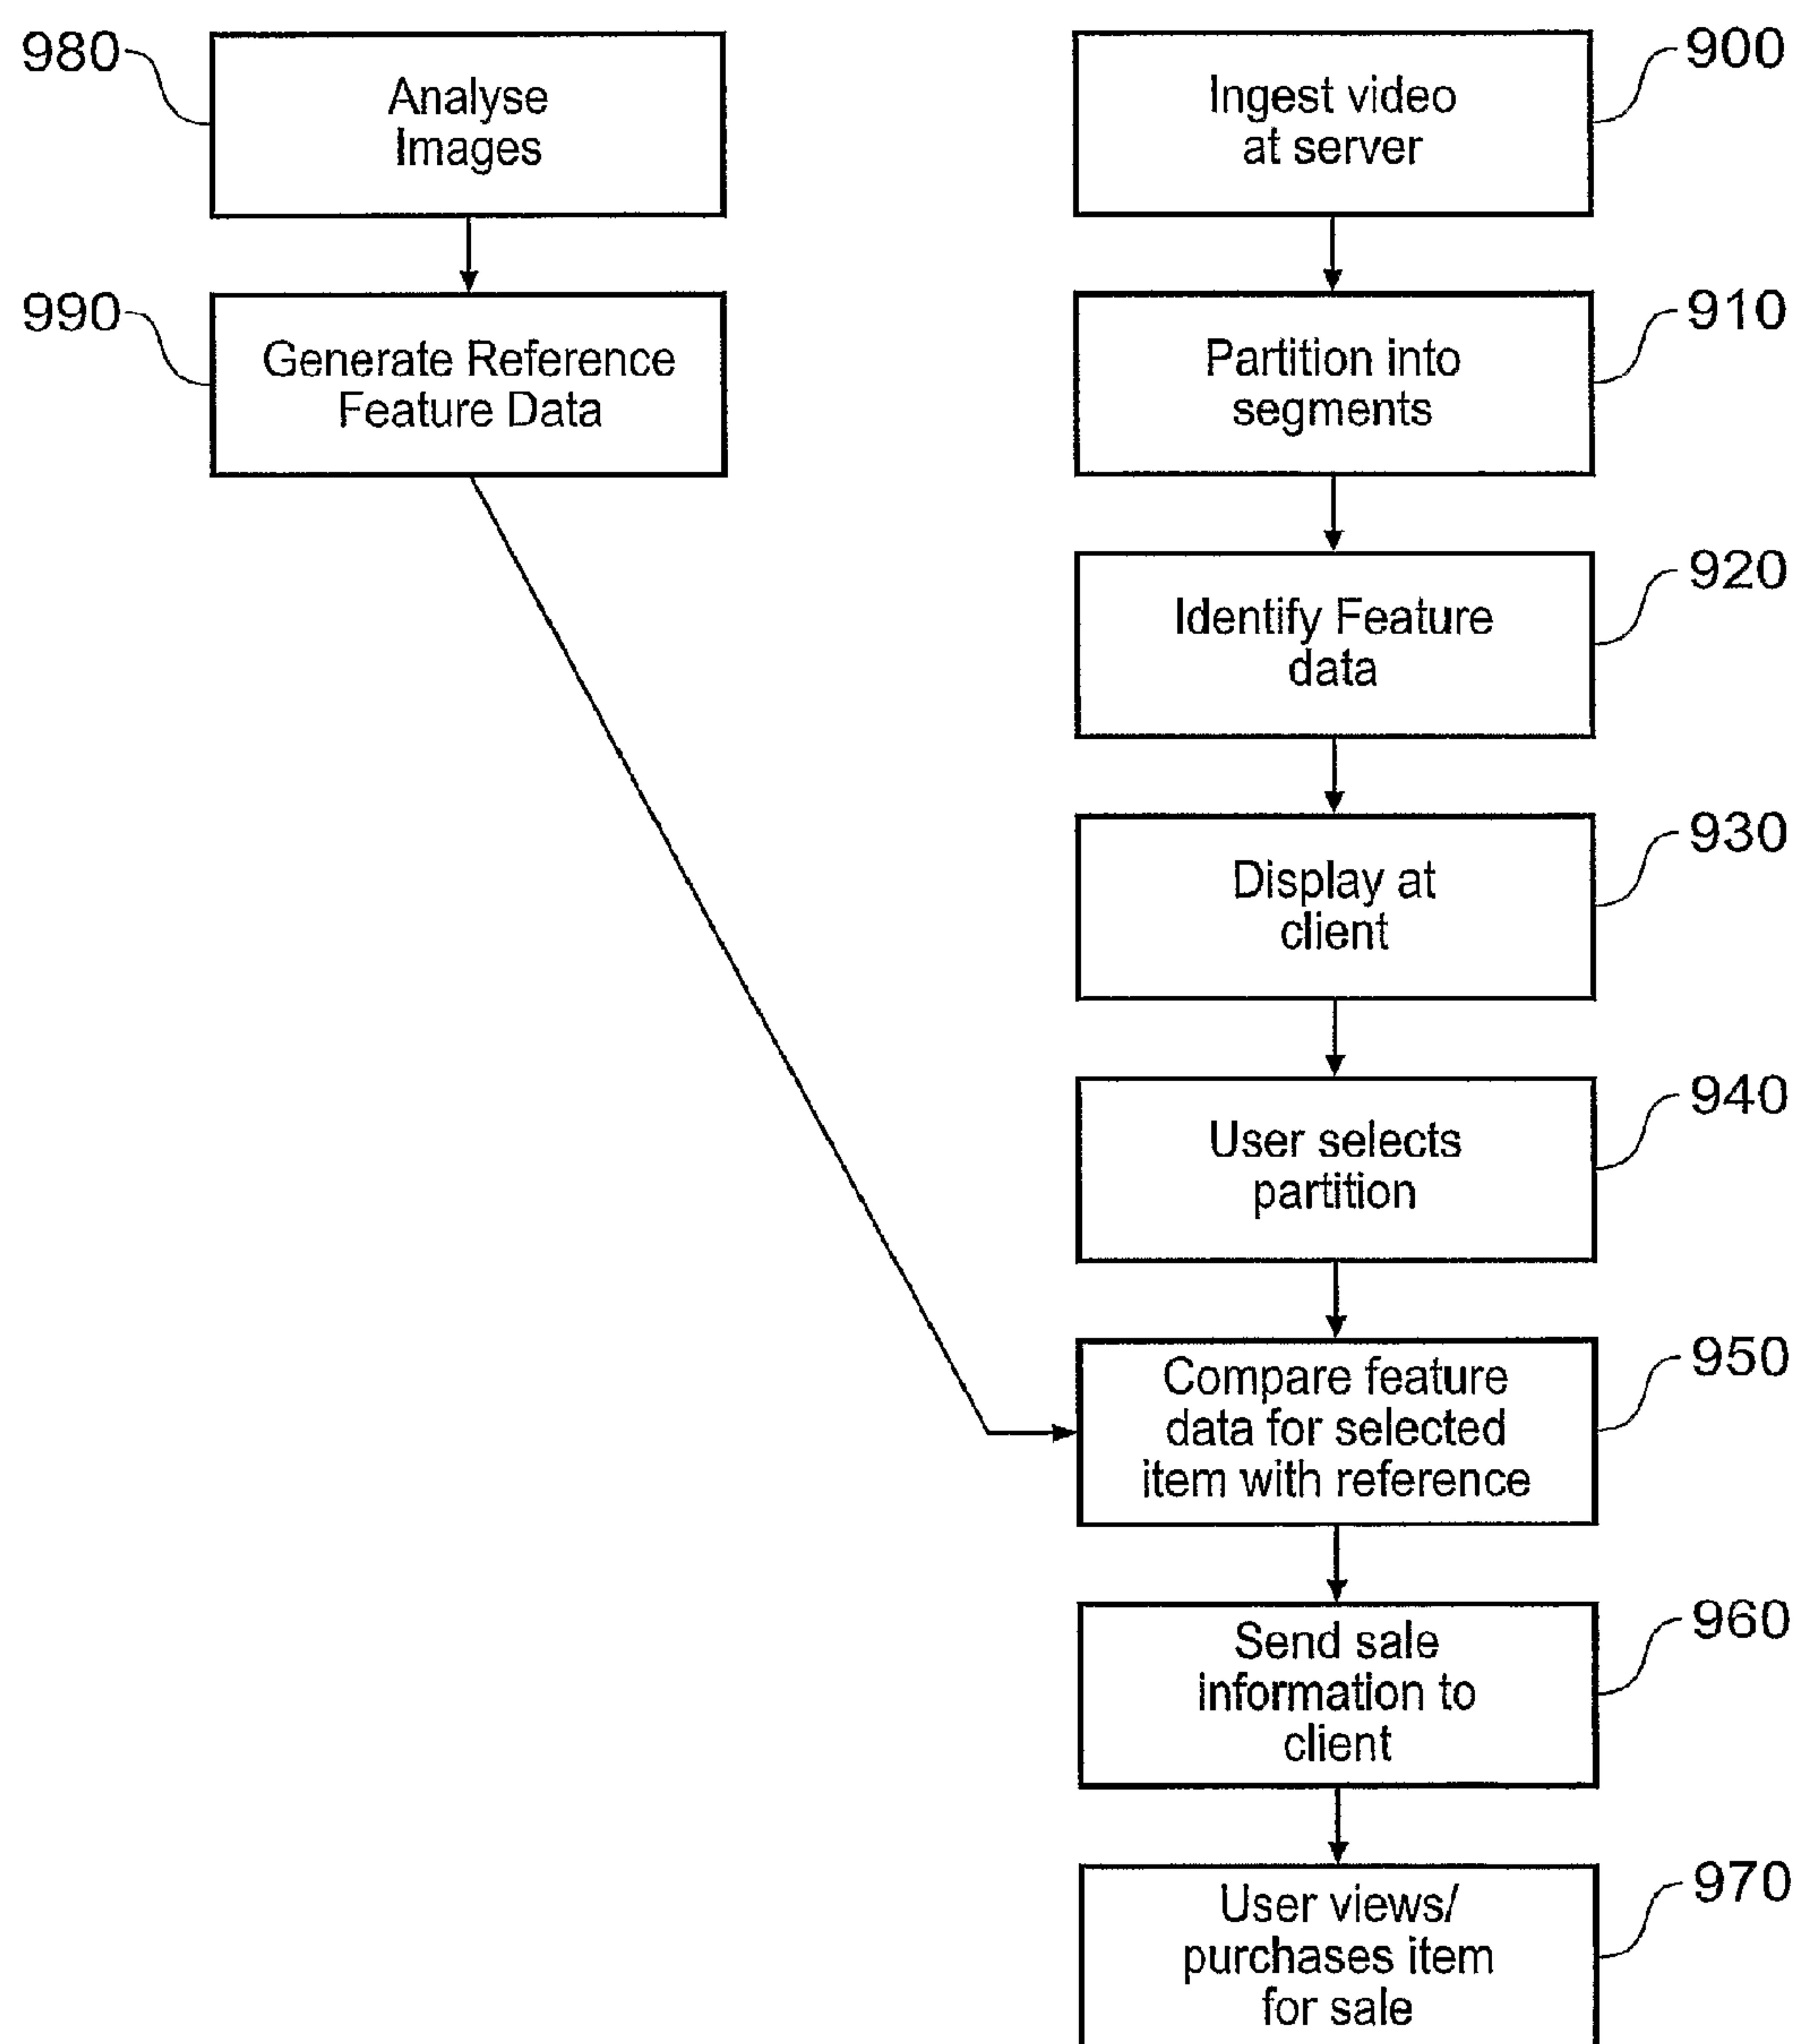 980
Analyse
Images
990
Generate Reference
Feature Data
900
Ingest video
at server
910
Partition into
segments
920
Identify Feature
data
930
Display at
client
940
User selects
partition
950
Compare feature
data for selected
item with reference
960
Send sale
information to
client
970
User views/
purchases item
for sale